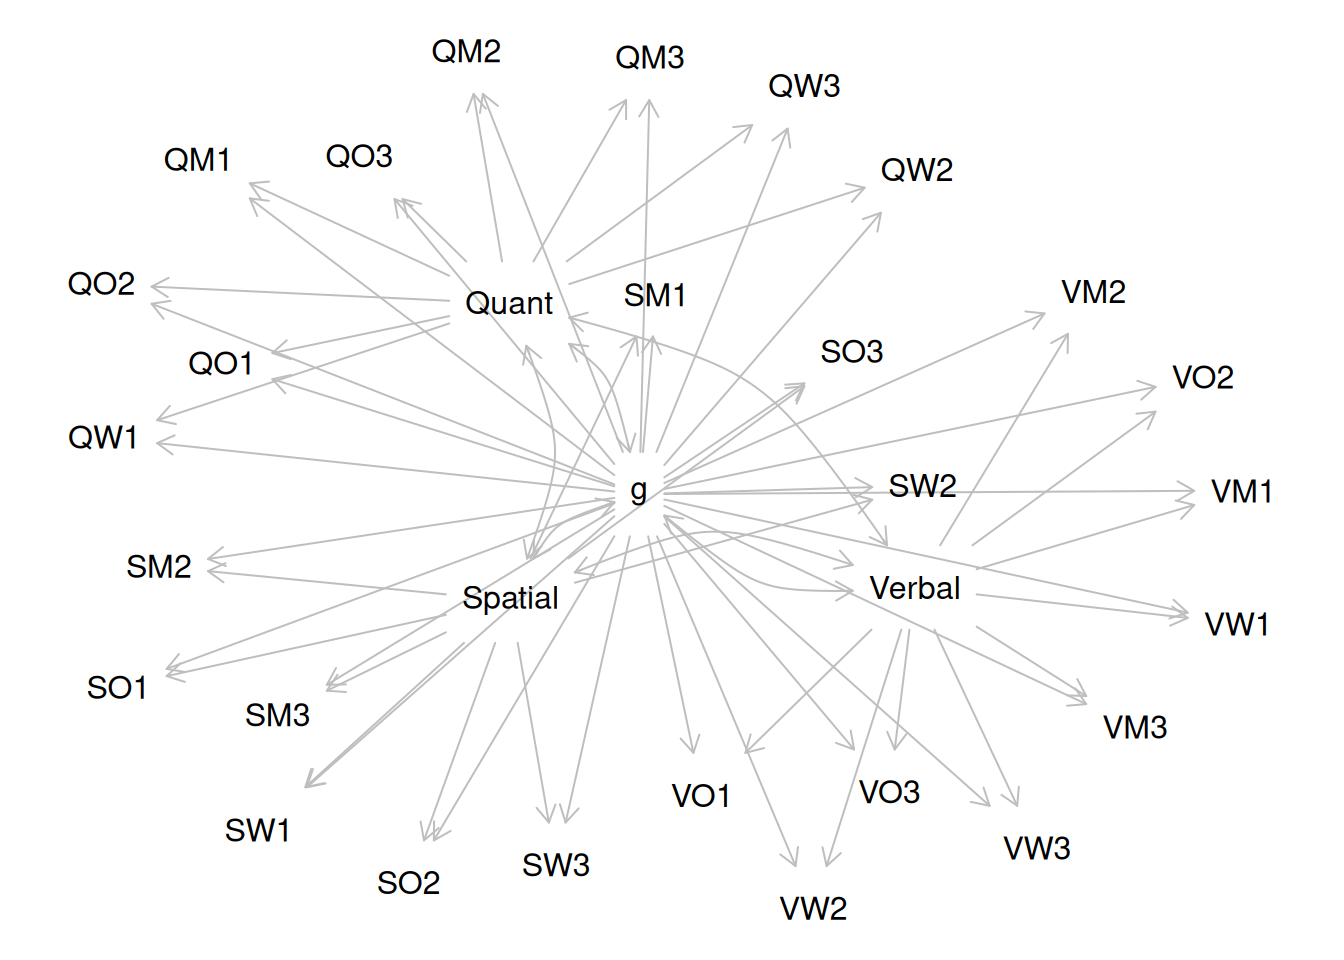 QM2
QM3
QW3
QM1
QO3
QW2
QO2
Quant
SM1
VM2
QO1
SO3
VO2
QW1
g
SW2
VM1
SM2
Spatial
Verbal
VW1
SO1
SM3
VM3
SW1
VO1
VO3
SO2
SW3
VW3
VW2